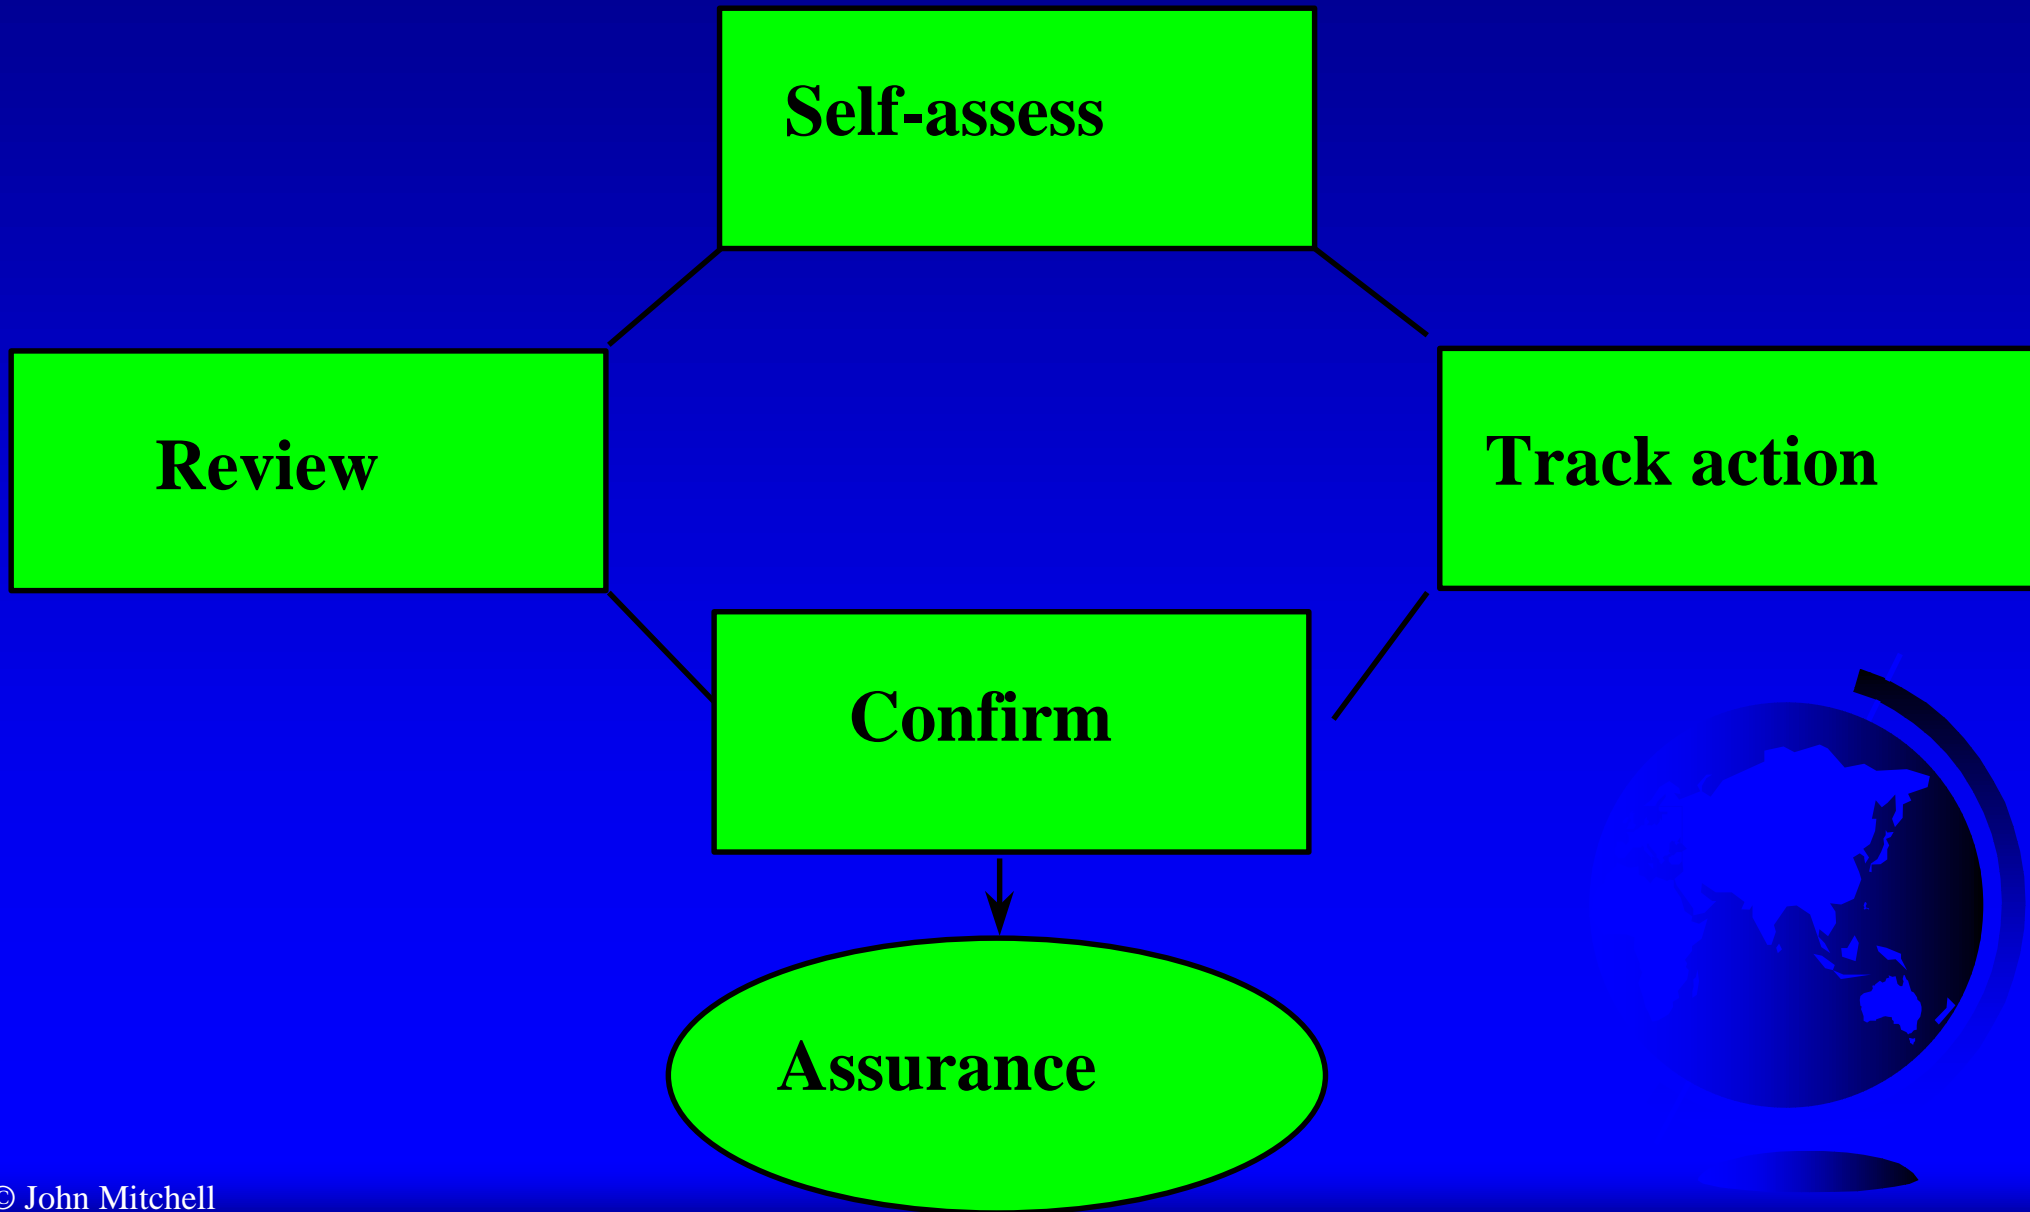 Self-assess
Review
Track action
Confirm
Assurance
© John Mitchell